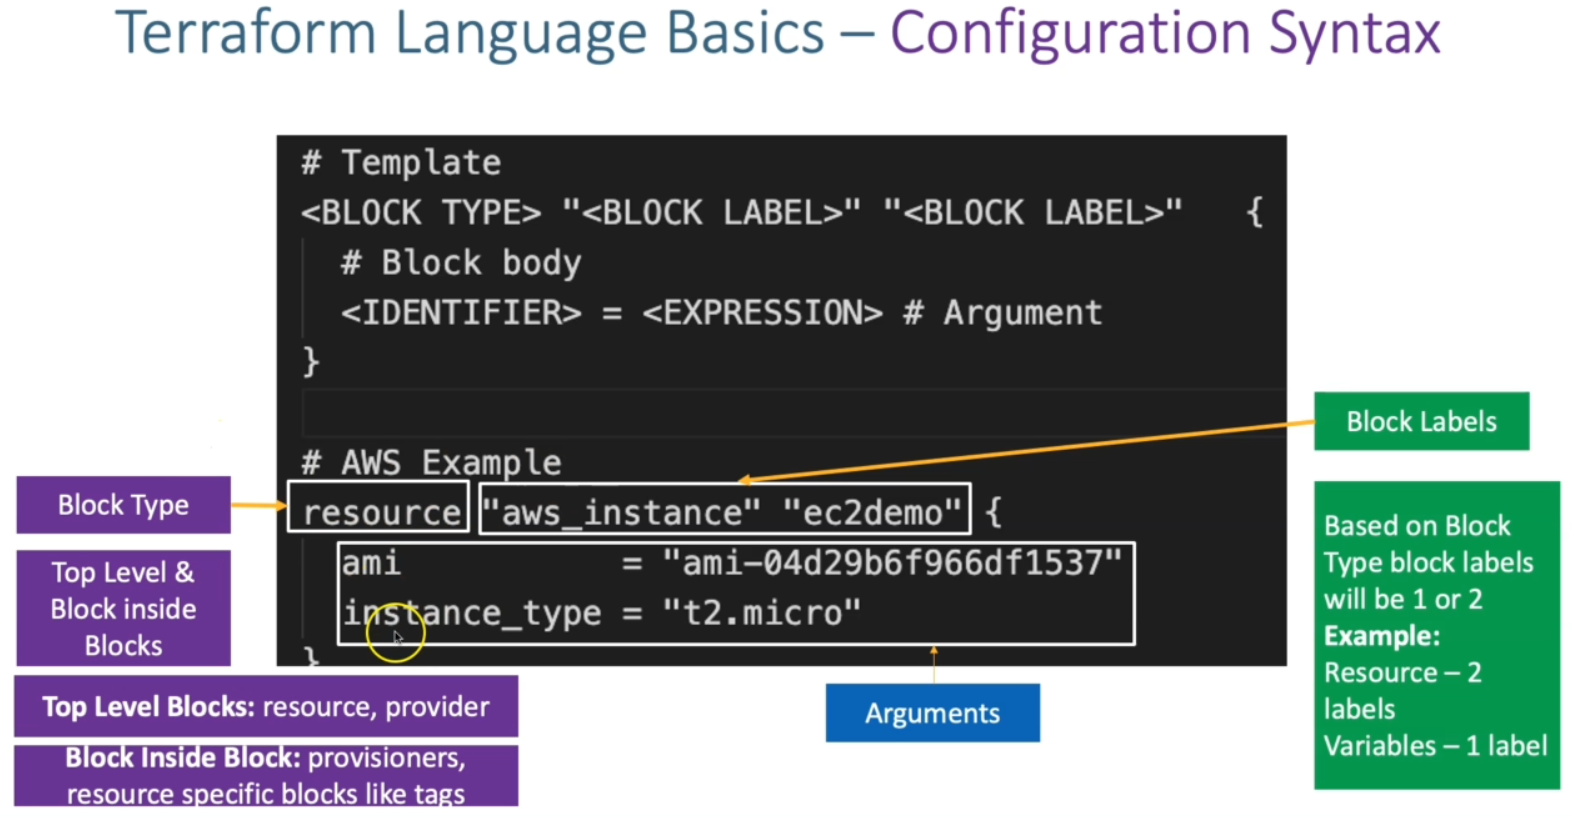 Terraform Language Basics – Configuration Syntax
# Template
<BLOCK TYPE> "<BLOCK LABEL>" "<BLOCK LABEL>" {
# Block body
<IDENTIFIER> = <EXPRESSION> # Argument
}
# AWS Example
resource "aws_instance" "ec2demo" {
ami = "ami-04d29b6f966df1537"
instance_type = "t2.micro"
}
Block Type
Top Level &
Block inside
Blocks
Top Level Blocks: resource, provider
Block Inside Block: provisioners,
resource specific blocks like tags
Arguments
Block Labels
Based on Block
Type block labels
will be 1 or 2
Example:
Resource – 2
labels
Variables – 1 label